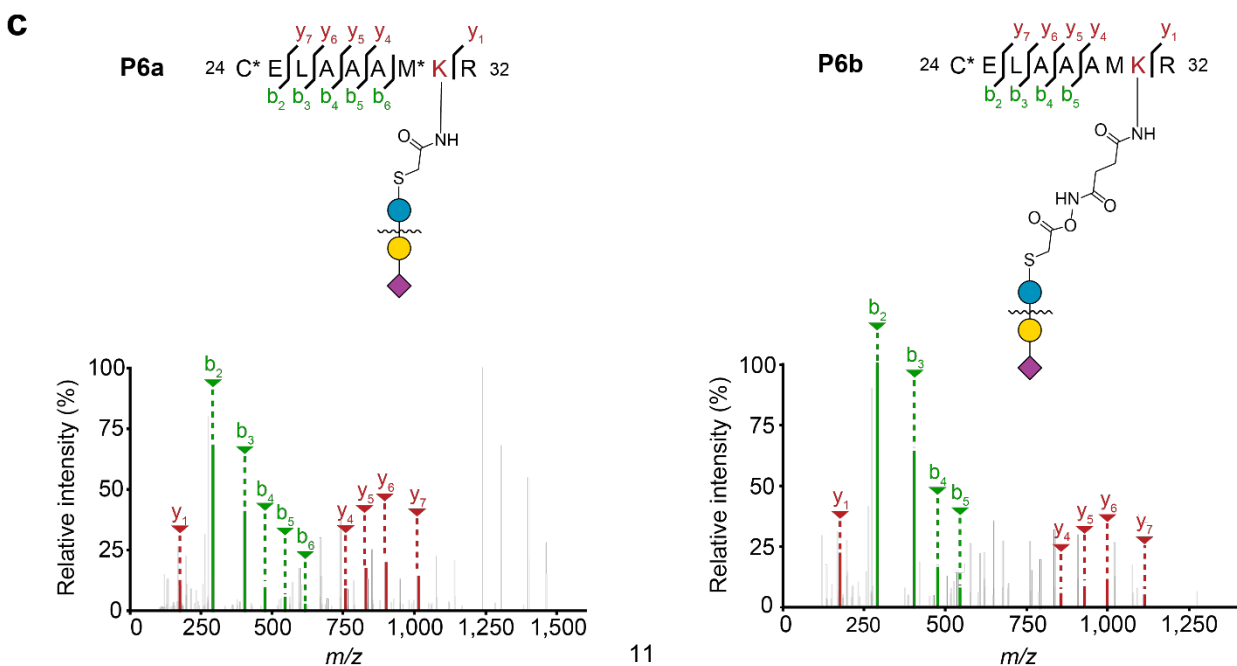 c
P6a
y7 y6 y5 y4 y1
24 C* E L A A A M* K R 32
b2 b3 b4 b5 b6
O
NH
S
Relative intensity (%)
100
75
50
25
0
y1 b2 b3 b4 b5 b6 y4 y5 y6 y7
0 250 500 750 1,000 1,250 1,500
m/z
P6b
y7 y6 y5 y4 y1
24 C* E L A A A M K R 32
b2 b3 b4 b5
O
NH
HN
O
O
O
S
Relative intensity (%)
100
75
50
25
0
y1 b2 b3 b4 b5 y4 y5 y6 y7
0 250 500 750 1,000 1,250
m/z
11